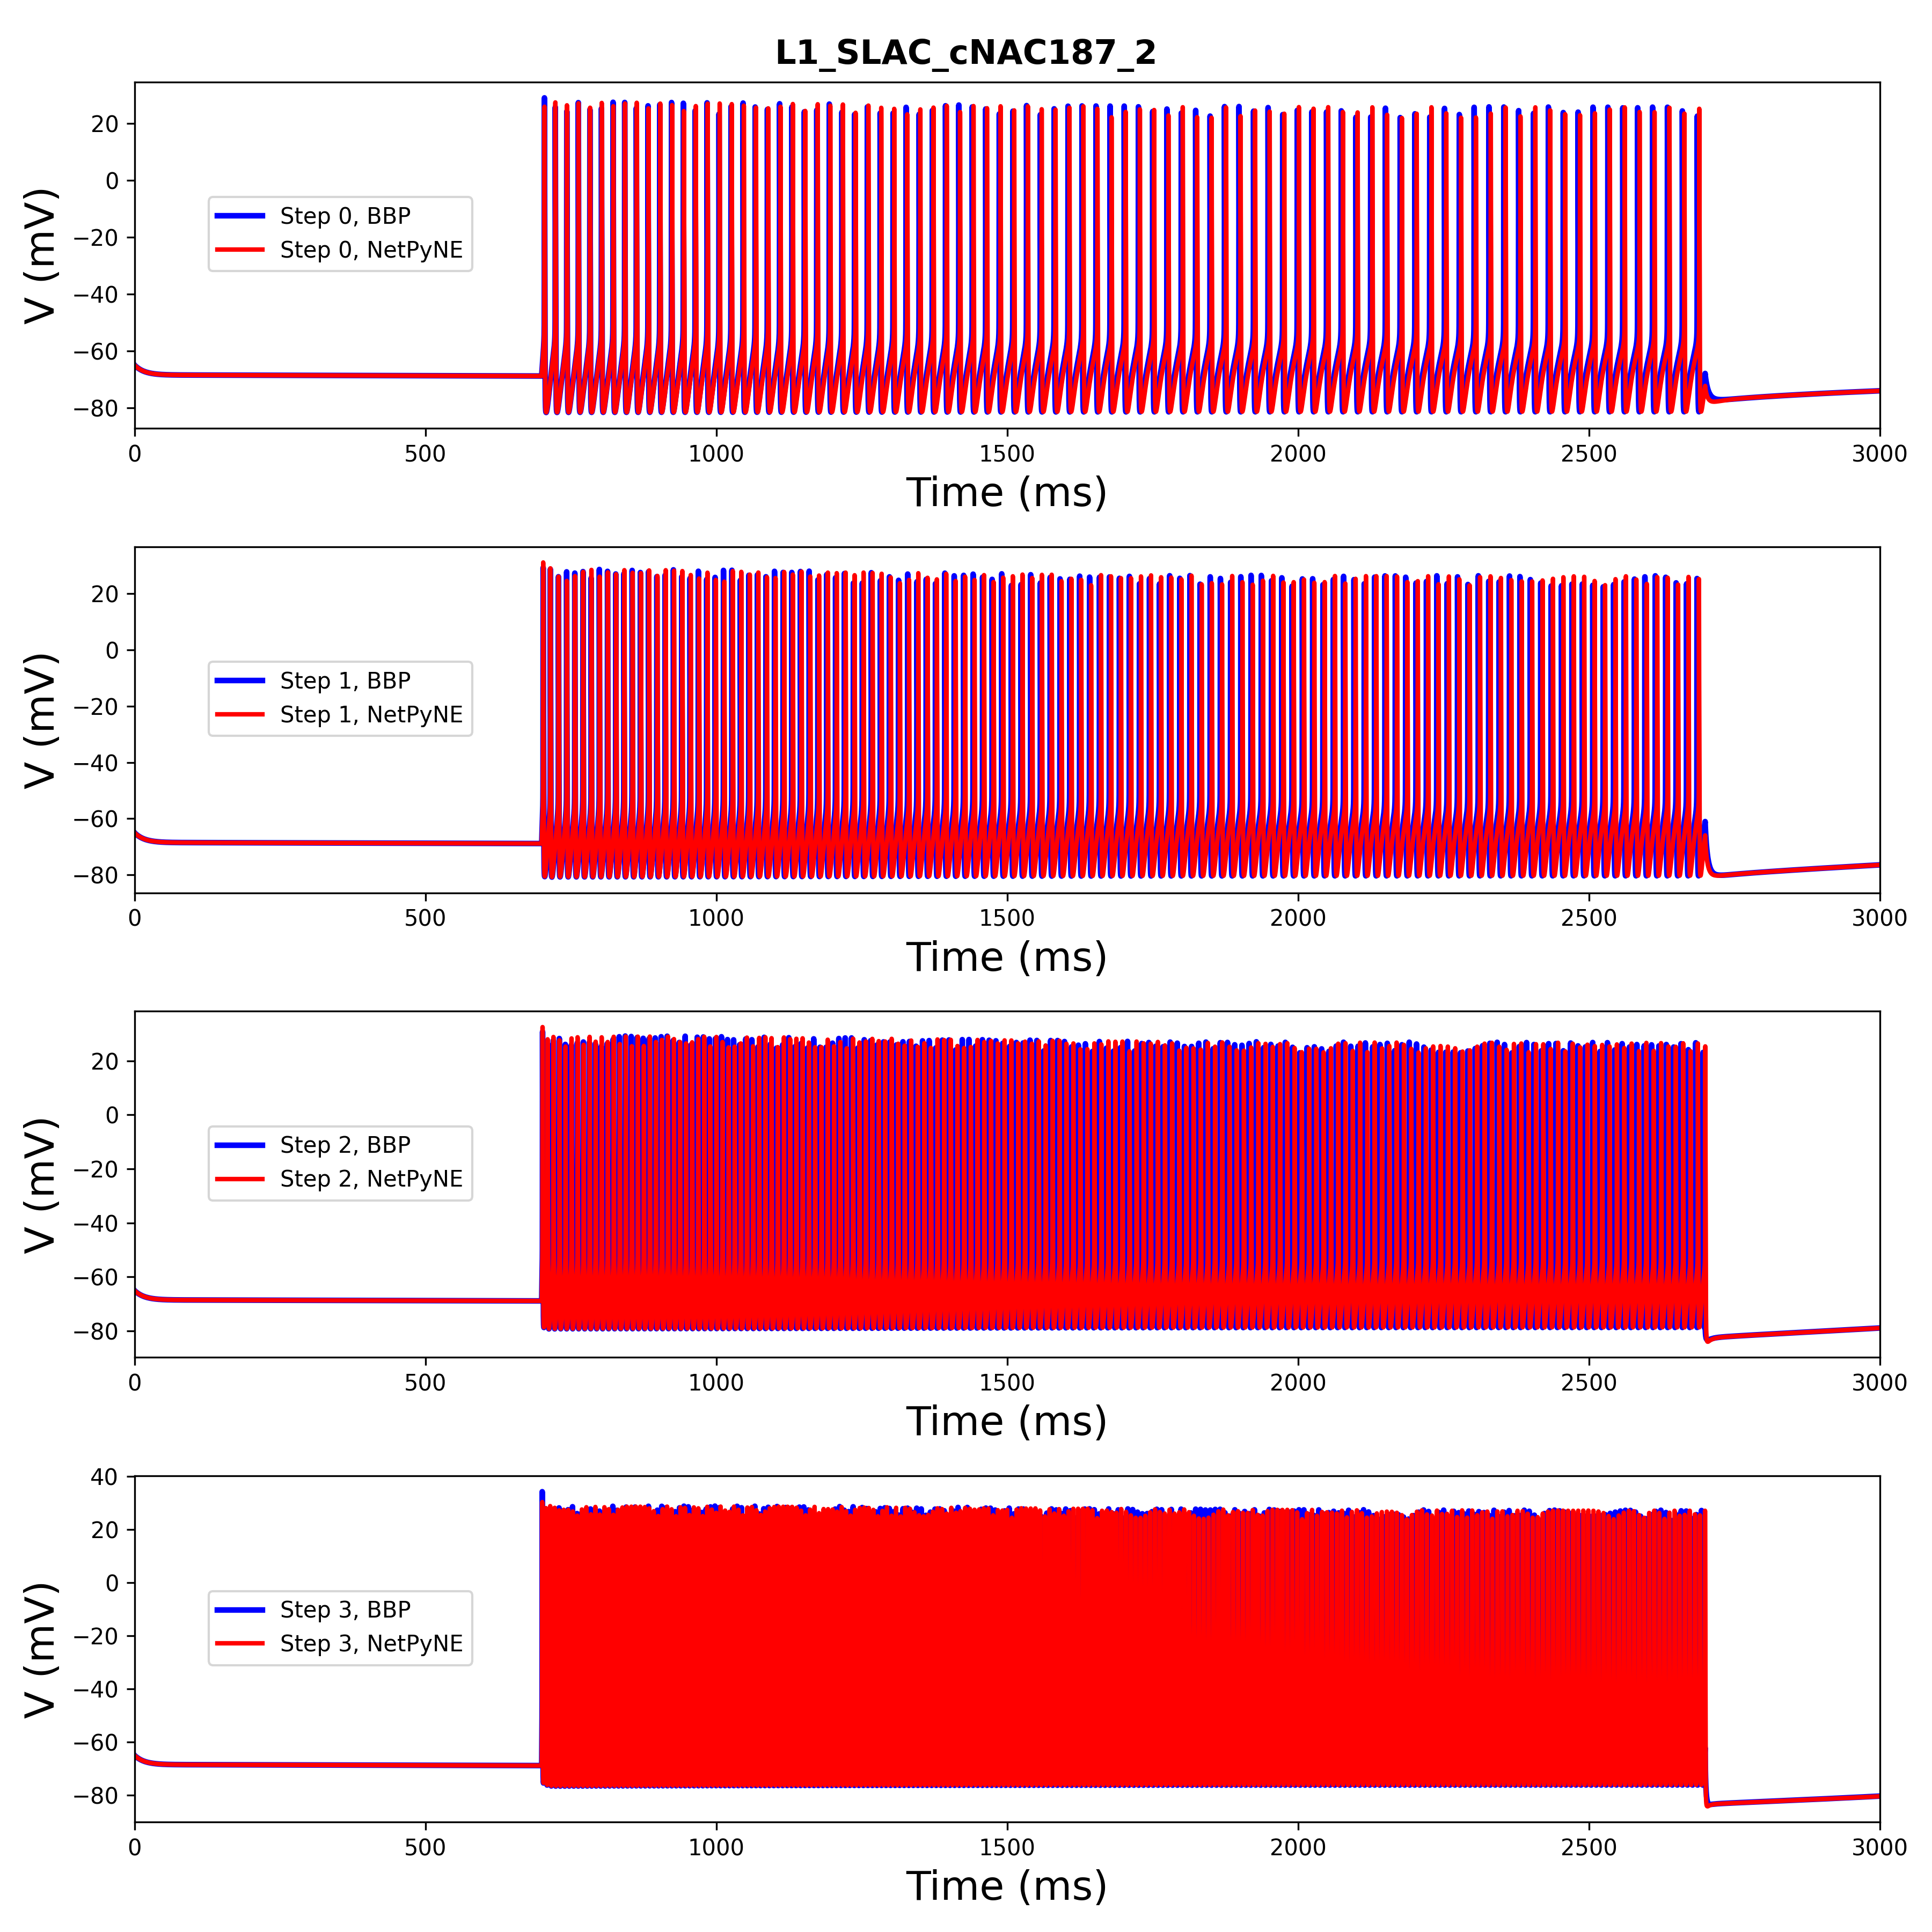 L1_SLAC_cNAC187_2
V (mV)
20
0
−20
−40
−60
−80
Step 0, BBP
Step 0, NetPyNE
0 500 1000 1500 2000 2500 3000
Time (ms)
V (mV)
20
0
−20
−40
−60
−80
Step 1, BBP
Step 1, NetPyNE
0 500 1000 1500 2000 2500 3000
Time (ms)
V (mV)
20
0
−20
−40
−60
−80
Step 2, BBP
Step 2, NetPyNE
0 500 1000 1500 2000 2500 3000
Time (ms)
V (mV)
40
20
0
−20
−40
−60
−80
Step 3, BBP
Step 3, NetPyNE
0 500 1000 1500 2000 2500 3000
Time (ms)